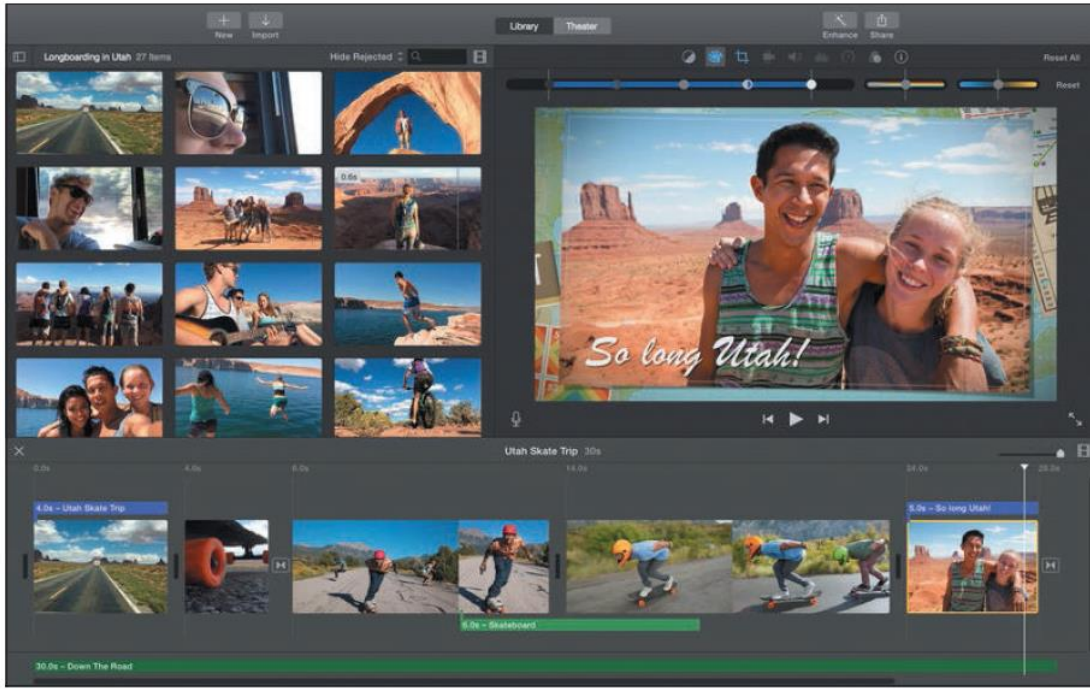 New
Import
Library
Theater
Enhance
Share
Longboarding in Utah 27 items
Hide Rejected
Reset All
Reset
0.6s
So long Utah!
Utah Skate Trip 30s
0.0s
4.0s
6.0s
14.0s
24.0s
28.0s
4.0s – Utah Skate Trip
5.0s – So long Utah!
6.0s – Skateboard
30.0s – Down The Road